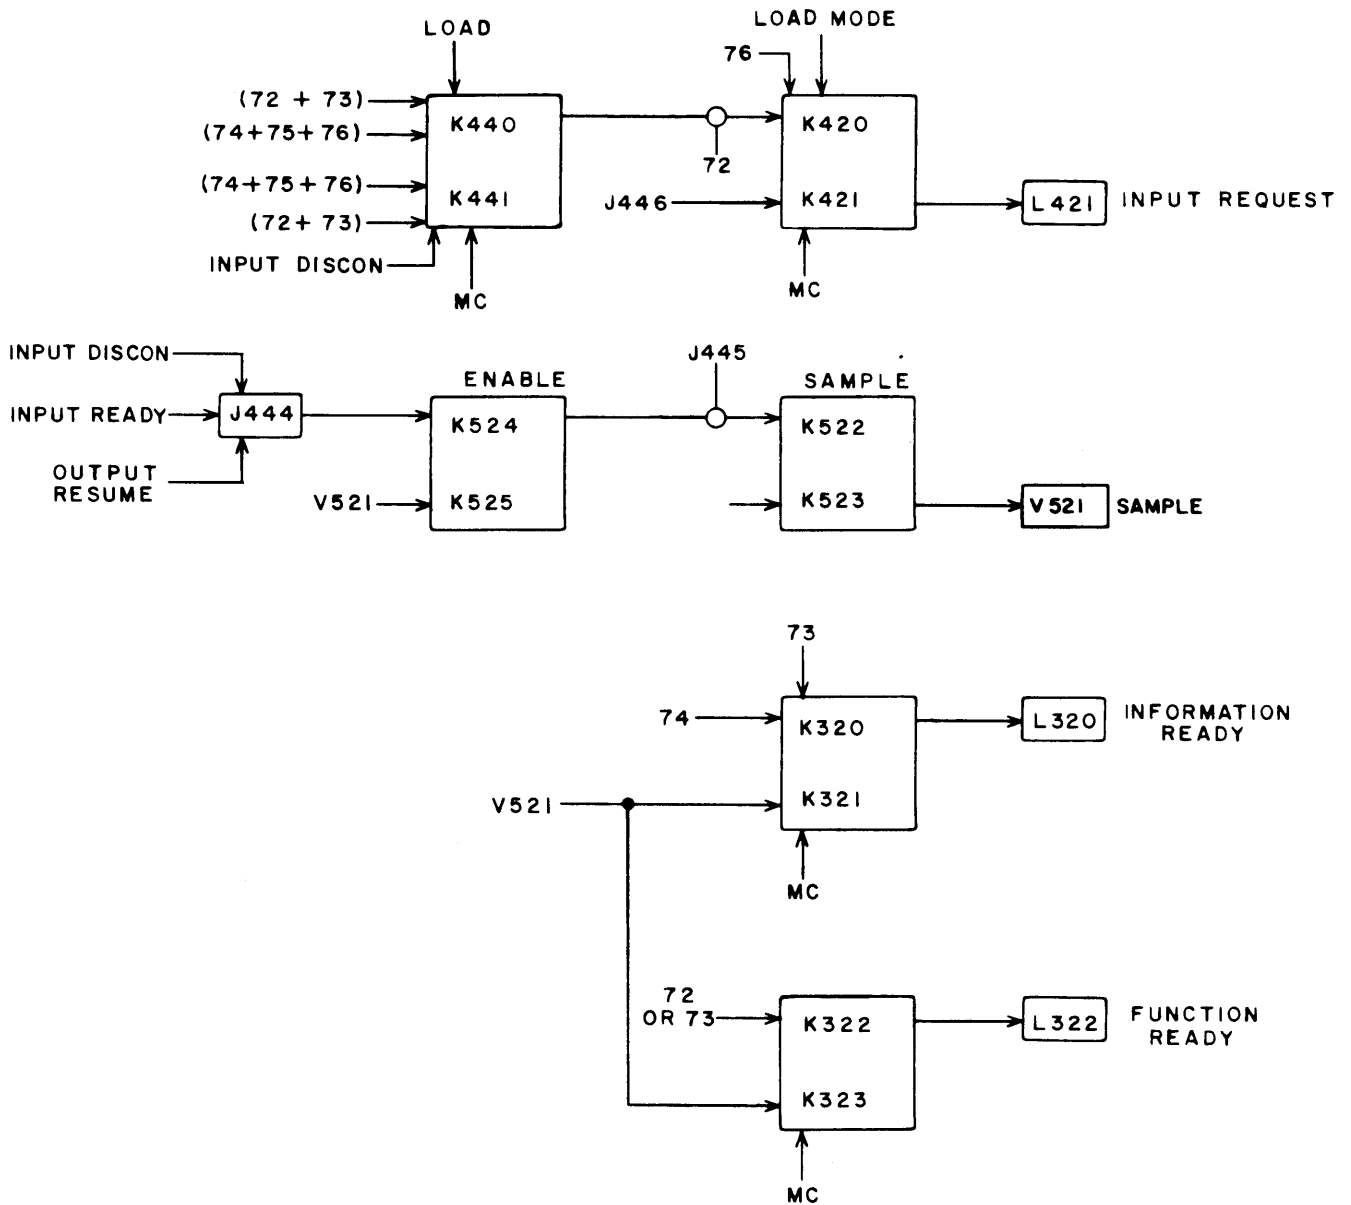 LOAD
LOAD MODE
76
(72 + 73)
(74+75+76)
K440
K420
72
(74+75+76)
K441
J446
K421
L421
INPUT REQUEST
(72+ 73)
INPUT DISCON
MC
MC
INPUT DISCON
J445
ENABLE
SAMPLE
INPUT READY
J444
K524
K522
OUTPUT
RESUME
V521
K525
K523
V521
SAMPLE
73
74
K320
L320
INFORMATION
READY
V521
K321
MC
72
OR 73
K322
L322
FUNCTION
READY
K323
MC